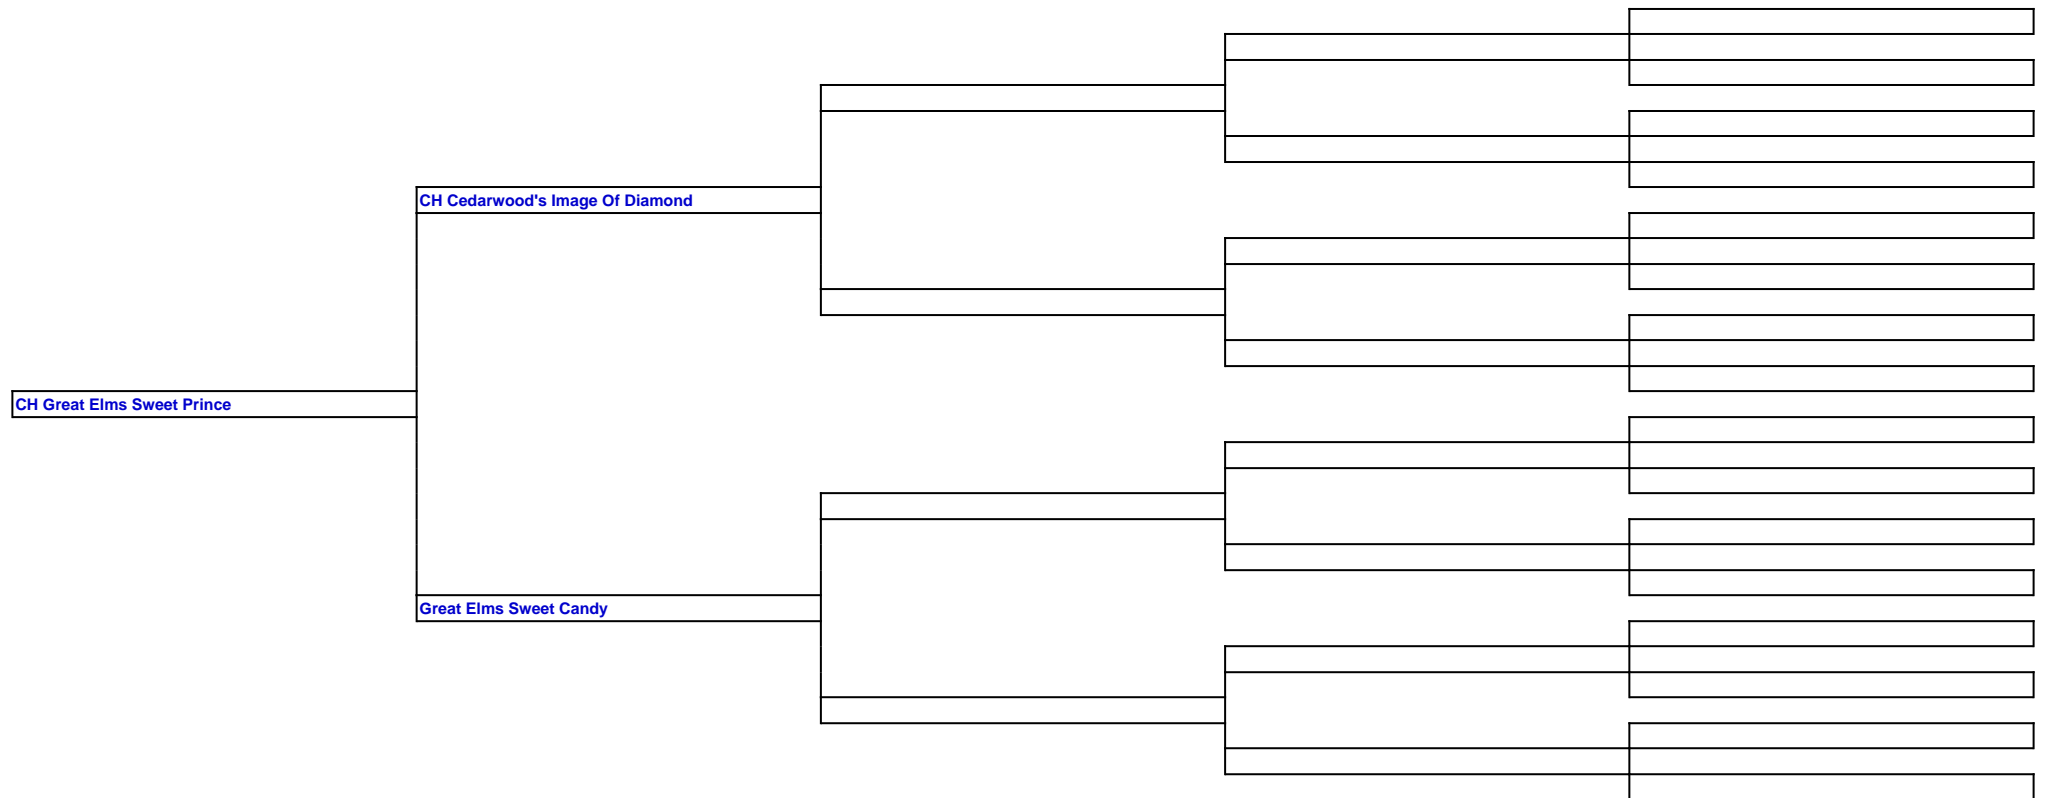 CH Cedarwood's Image Of Diamond
CH Great Elms Sweet Prince
Great Elms Sweet Candy